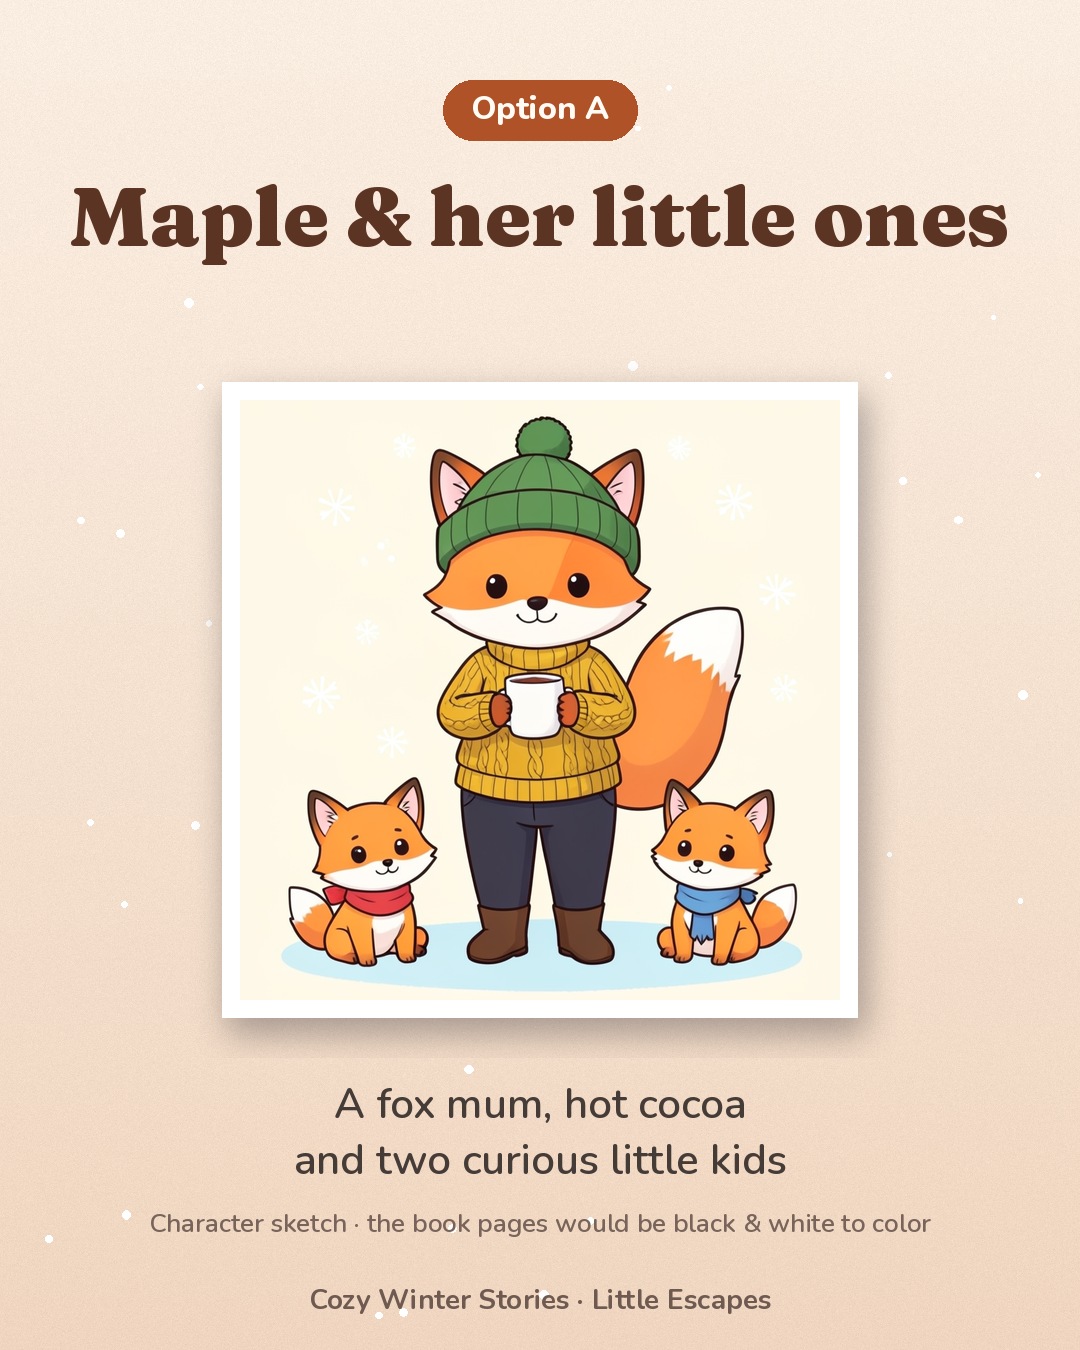 Option A
Maple & her little ones
A fox mum, hot cocoa
and two curious little kids
Character sketch · the book pages would be black & white to color
Cozy Winter Stories · Little Escapes